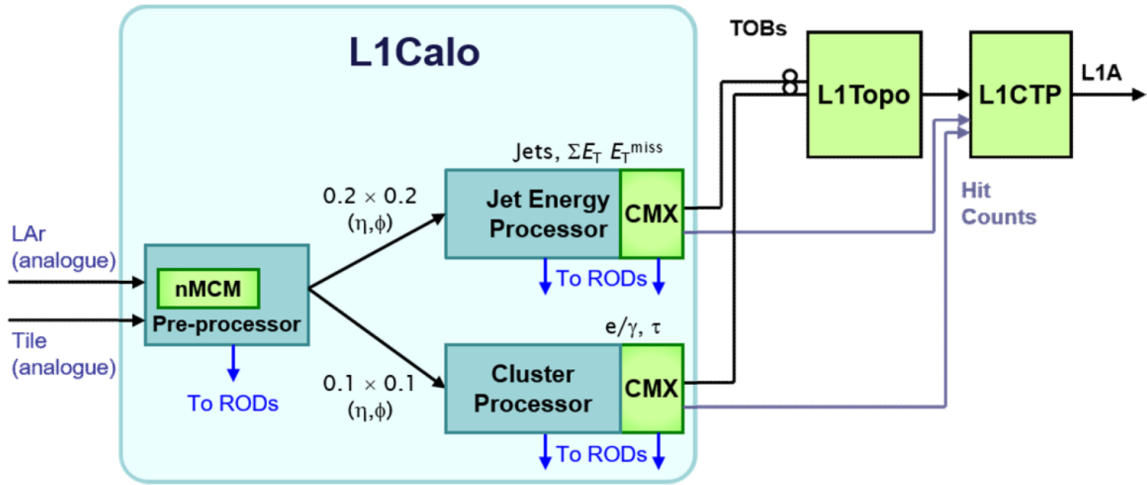 L1Calo
TOBs
L1Topo
L1CTP
L1A
Jets, ΣE_T E_T^miss
0.2 × 0.2
(η,ϕ)
Jet Energy
Processor
CMX
Hit
Counts
LAr
(analogue)
nMCM
Pre-processor
To RODs
Tile
(analogue)
To RODs
e/γ, τ
0.1 × 0.1
(η,ϕ)
Cluster
Processor
CMX
To RODs